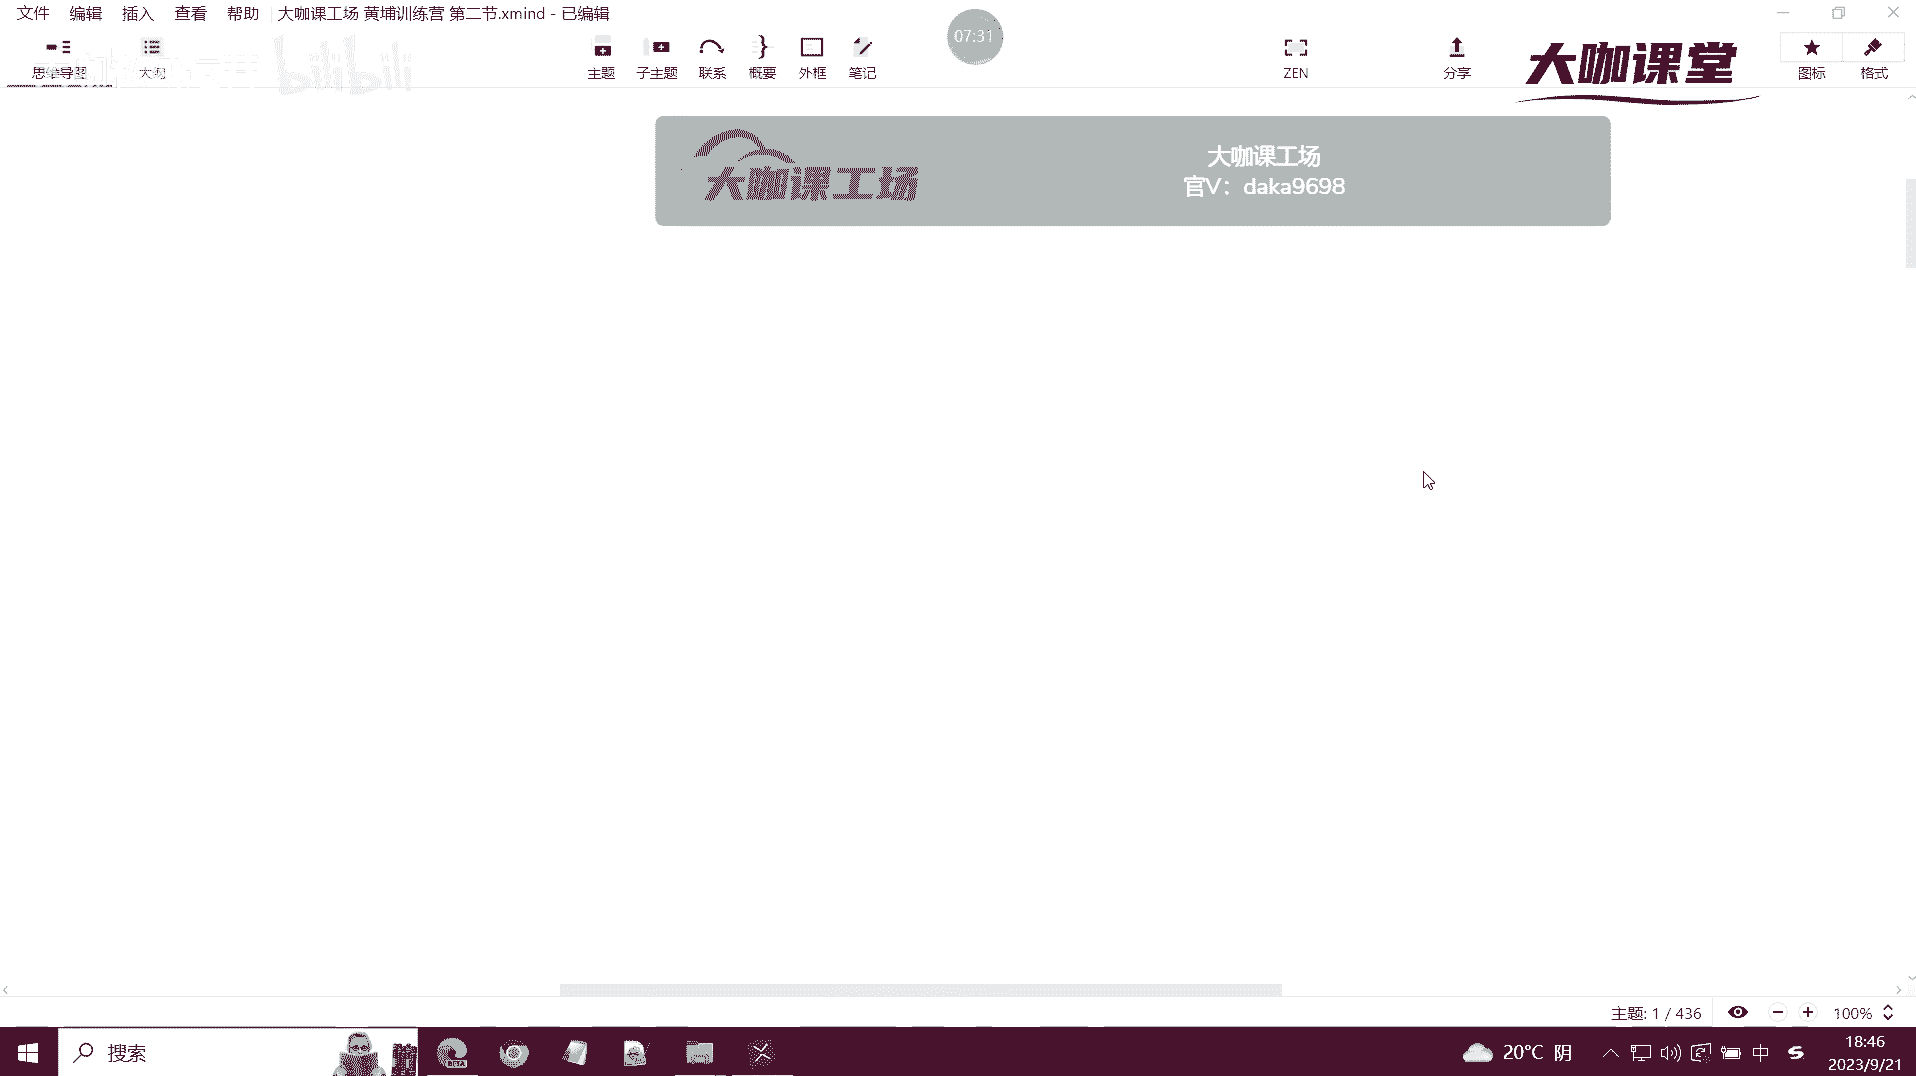 文件 编辑 插入 查看 帮助 大咖课工场 黄埔训练营 第二节.xmind - 已编辑
07:31
思维导图 大纲 主题 子主题 联系 概要 外框 笔记 ZEN 分享 图标 格式
bilibili
大咖课堂
大咖课工场
大咖课工场
官V：daka9698
主题: 1 / 436 100%
搜索
BETA
20°C 阴
中
18:46
2023/9/21